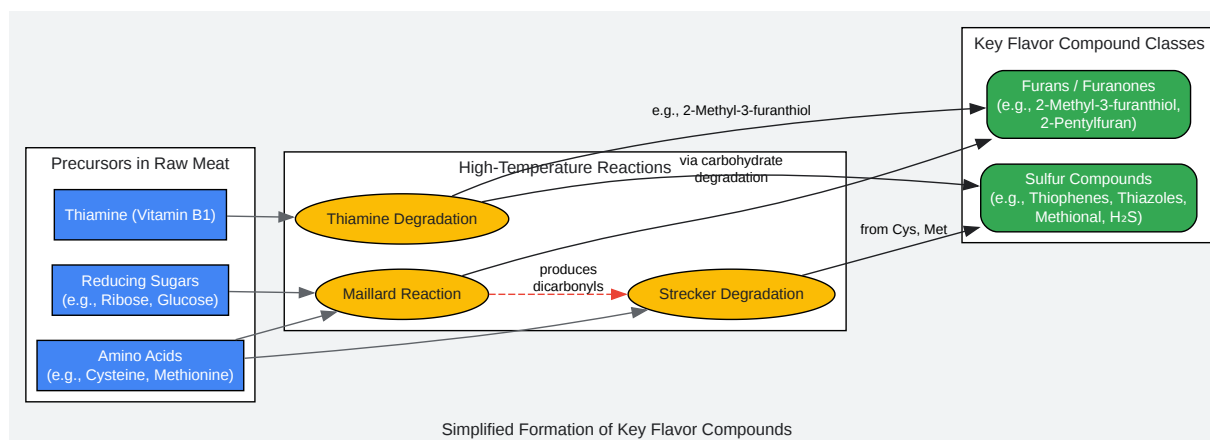 Key Flavor Compound Classes
Furans / Furanones
(e.g., 2-Methyl-3-furanthiol,
2-Pentylfuran)
e.g., 2-Methyl-3-furanthiol
Precursors in Raw Meat
High-Temperature Reactions
via carbohydrate
degradation
Sulfur Compounds
(e.g., Thiophenes, Thiazoles,
Methional, H₂S)
Thiamine (Vitamin B1)
Thiamine Degradation
from Cys, Met
Reducing Sugars
(e.g., Ribose, Glucose)
Maillard Reaction
produces
dicarbonyls
Strecker Degradation
Amino Acids
(e.g., Cysteine, Methionine)
Simplified Formation of Key Flavor Compounds